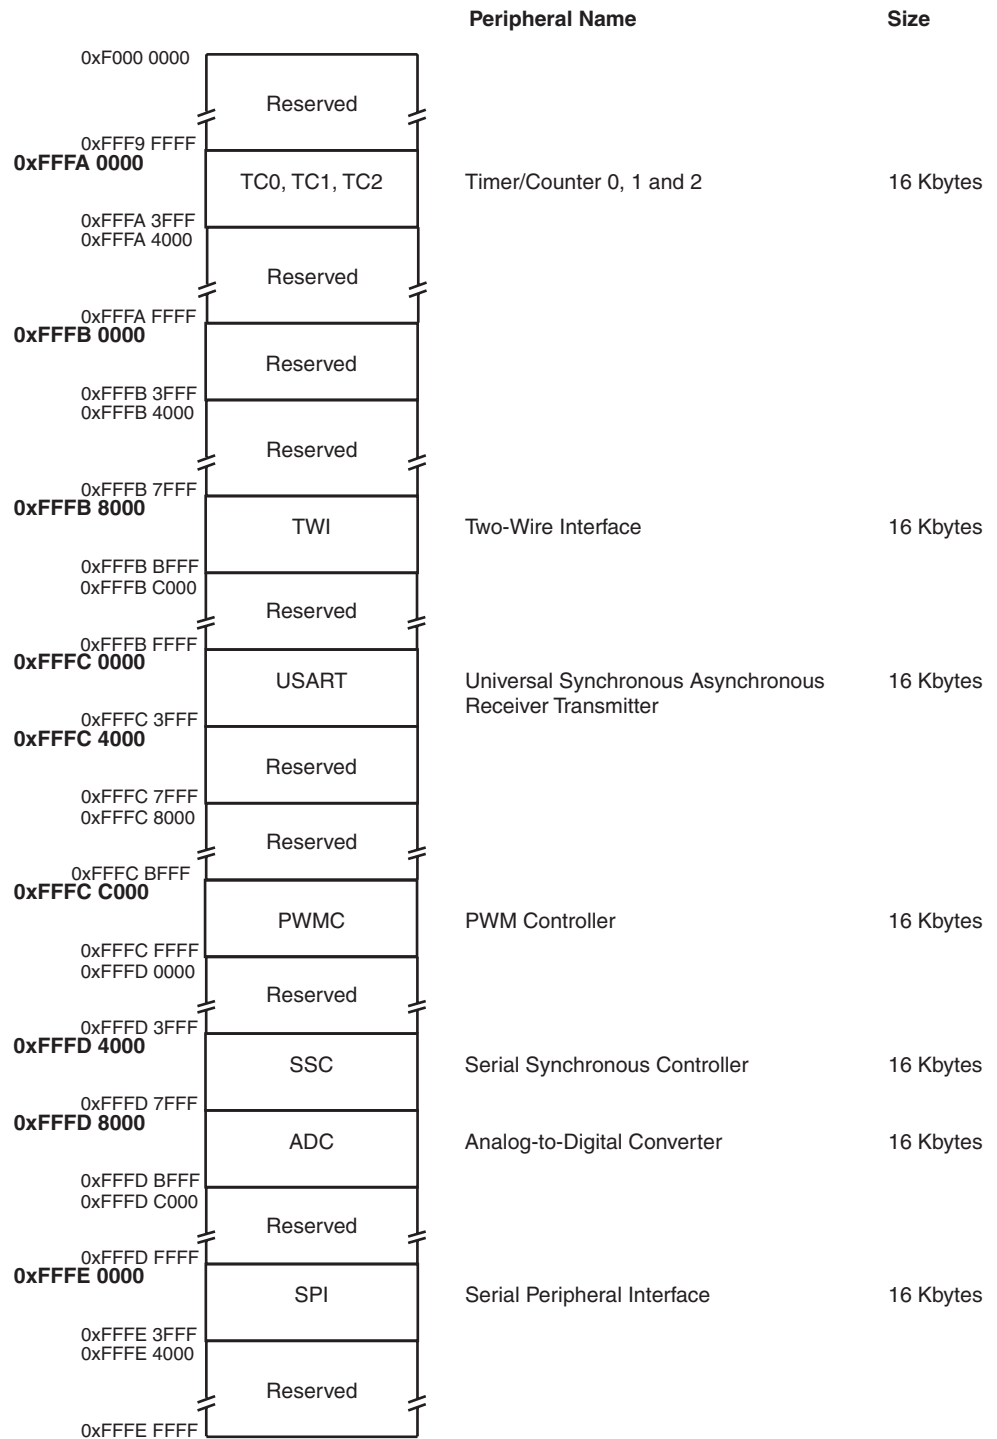 Peripheral Name Size
0xF000 0000
Reserved
0xFFF9 FFFF
0xFFFA 0000
TC0, TC1, TC2 Timer/Counter 0, 1 and 2 16 Kbytes
0xFFFA 3FFF
0xFFFA 4000
Reserved
0xFFFA FFFF
0xFFFB 0000
Reserved
0xFFFB 3FFF
0xFFFB 4000
Reserved
0xFFFB 7FFF
0xFFFB 8000
TWI Two-Wire Interface 16 Kbytes
0xFFFB BFFF
0xFFFB C000
Reserved
0xFFFB FFFF
0xFFFC 0000
USART Universal Synchronous Asynchronous 16 Kbytes
Receiver Transmitter
0xFFFC 3FFF
0xFFFC 4000
Reserved
0xFFFC 7FFF
0xFFFC 8000
Reserved
0xFFFC BFFF
0xFFFC C000
PWMC PWM Controller 16 Kbytes
0xFFFC FFFF
0xFFFD 0000
Reserved
0xFFFD 3FFF
0xFFFD 4000
SSC Serial Synchronous Controller 16 Kbytes
0xFFFD 7FFF
0xFFFD 8000
ADC Analog-to-Digital Converter 16 Kbytes
0xFFFD BFFF
0xFFFD C000
Reserved
0xFFFD FFFF
0xFFFE 0000
SPI Serial Peripheral Interface 16 Kbytes
0xFFFE 3FFF
0xFFFE 4000
Reserved
0xFFFE FFFF